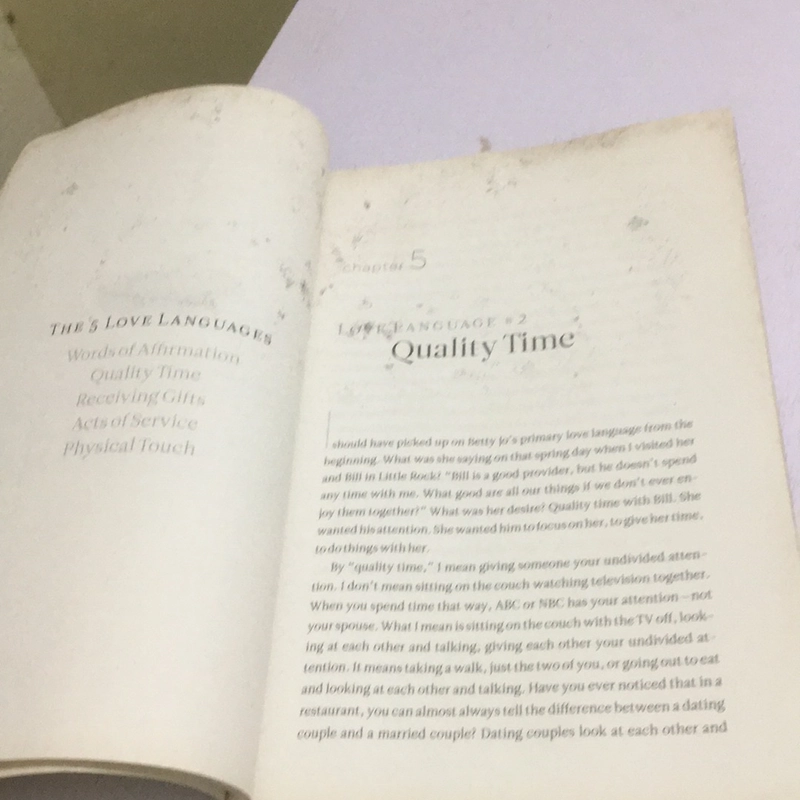 THE 5 LOVE LANGUAGES
Words of Affirmation
Quality Time
Receiving Gifts
Acts of Service
Physical Touch
chapter 5
LOVE LANGUAGE #2
Quality Time
I should have picked up on Betty Jo's primary love language from the
beginning. What was she saying on that spring day when I visited her
and Bill in Little Rock? "Bill is a good provider, but he doesn't spend
any time with me. What good are all our things if we don't ever en-
joy them together?" What was her desire? Quality time with Bill. She
wanted his attention. She wanted him to focus on her, to give her time,
to do things with her.
By "quality time," I mean giving someone your undivided atten-
tion. I don't mean sitting on the couch watching television together.
When you spend time that way, ABC or NBC has your attention—not
your spouse. What I mean is sitting on the couch with the TV off, look-
ing at each other and talking, giving each other your undivided at-
tention. It means taking a walk, just the two of you, or going out to eat
and looking at each other and talking. Have you ever noticed that in a
restaurant, you can almost always tell the difference between a dating
couple and a married couple? Dating couples look at each other and